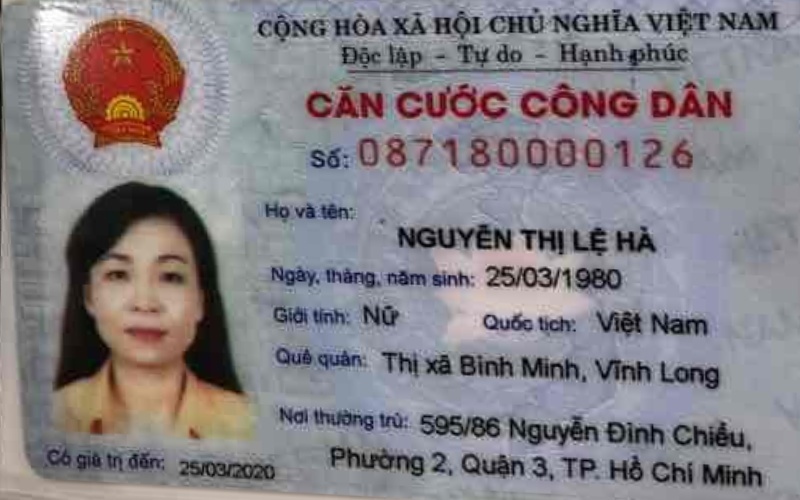 CỘNG HÒA XÃ HỘI CHỦ NGHĨA VIỆT NAM
Độc lập - Tự do - Hạnh phúc
CĂN CƯỚC CÔNG DÂN
Số: 087180000126
Họ và tên:
NGUYỄN THỊ LỆ HÀ
Ngày, tháng, năm sinh: 25/03/1980
Giới tính: Nữ Quốc tịch: Việt Nam
Quê quán: Thị xã Bình Minh, Vĩnh Long
Nơi thường trú: 595/86 Nguyễn Đình Chiểu,
Phường 2, Quận 3, TP. Hồ Chí Minh
Có giá trị đến: 25/03/2020